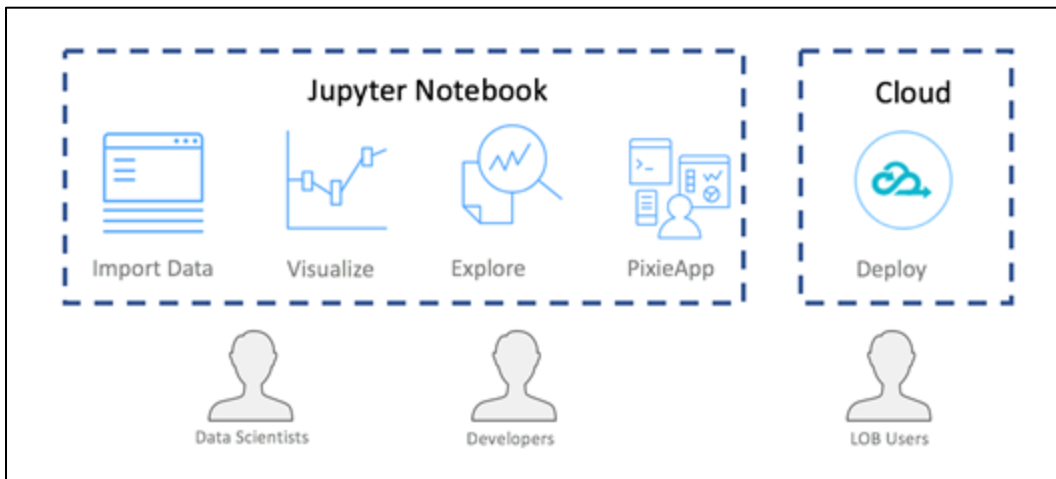 Jupyter Notebook
Cloud
Import Data
Visualize
Explore
PixieApp
Deploy
Data Scientists
Developers
LOB Users